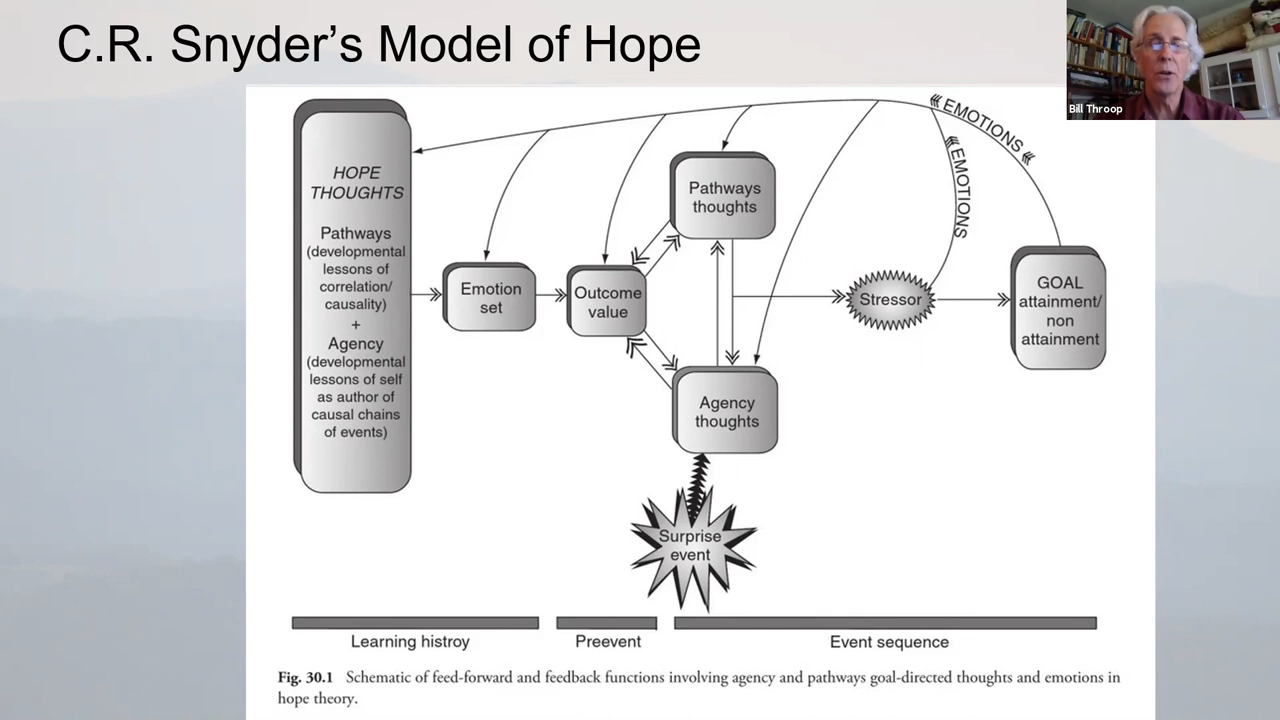 C.R. Snyder’s Model of Hope
Bill Throop
HOPE
THOUGHTS
Pathways
(developmental
lessons of
correlation/
causality)
+
Agency
(developmental
lessons of self
as author of
causal chains
of events)
Emotion
set
Outcome
value
Pathways
thoughts
Agency
thoughts
Surprise
event
Stressor
EMOTIONS
EMOTIONS
GOAL
attainment/
non
attainment
Learning histroy
Preevent
Event sequence
Fig. 30.1 Schematic of feed-forward and feedback functions involving agency and pathways goal-directed thoughts and emotions in
hope theory.